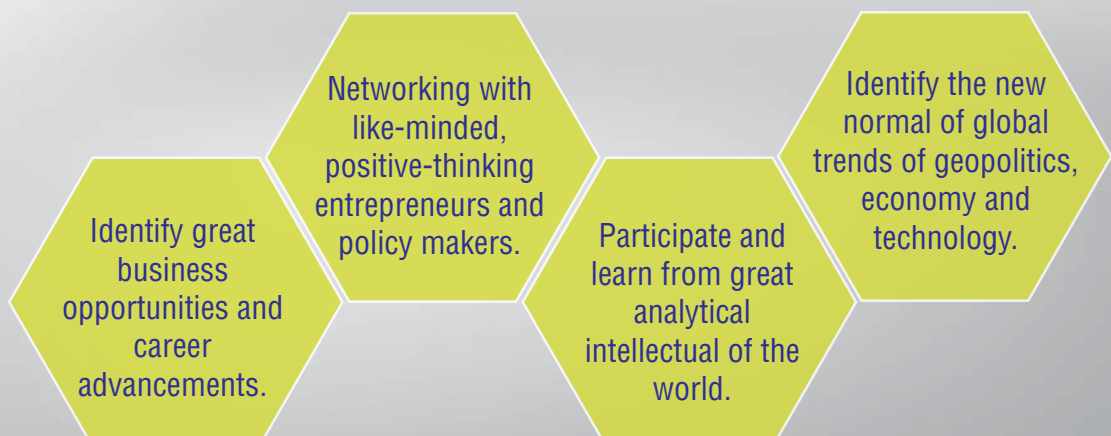 Identify great
business
opportunities and
career
advancements.
Networking with
like-minded,
positive-thinking
entrepreneurs and
policy makers.
Participate and
learn from great
analytical
intellectual of the
world.
Identify the new
normal of global
trends of geopolitics,
economy and
technology.